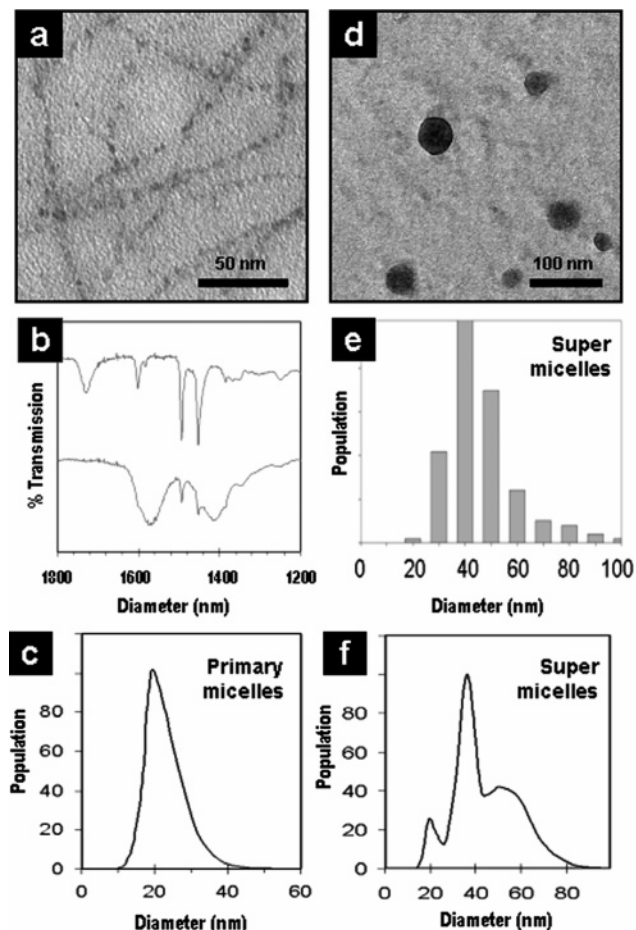 a
50 nm
d
100 nm
b
% Transmission
1800 1600 1400 1200
Diameter (nm)
e
Super
micelles
Population
0 20 40 60 80 100
Diameter (nm)
c
Primary
micelles
Population
80
60
40
20
0
0 20 40 60
Diameter (nm)
f
Super
micelles
Population
80
60
40
20
0
0 20 40 60 80
Diameter (nm)